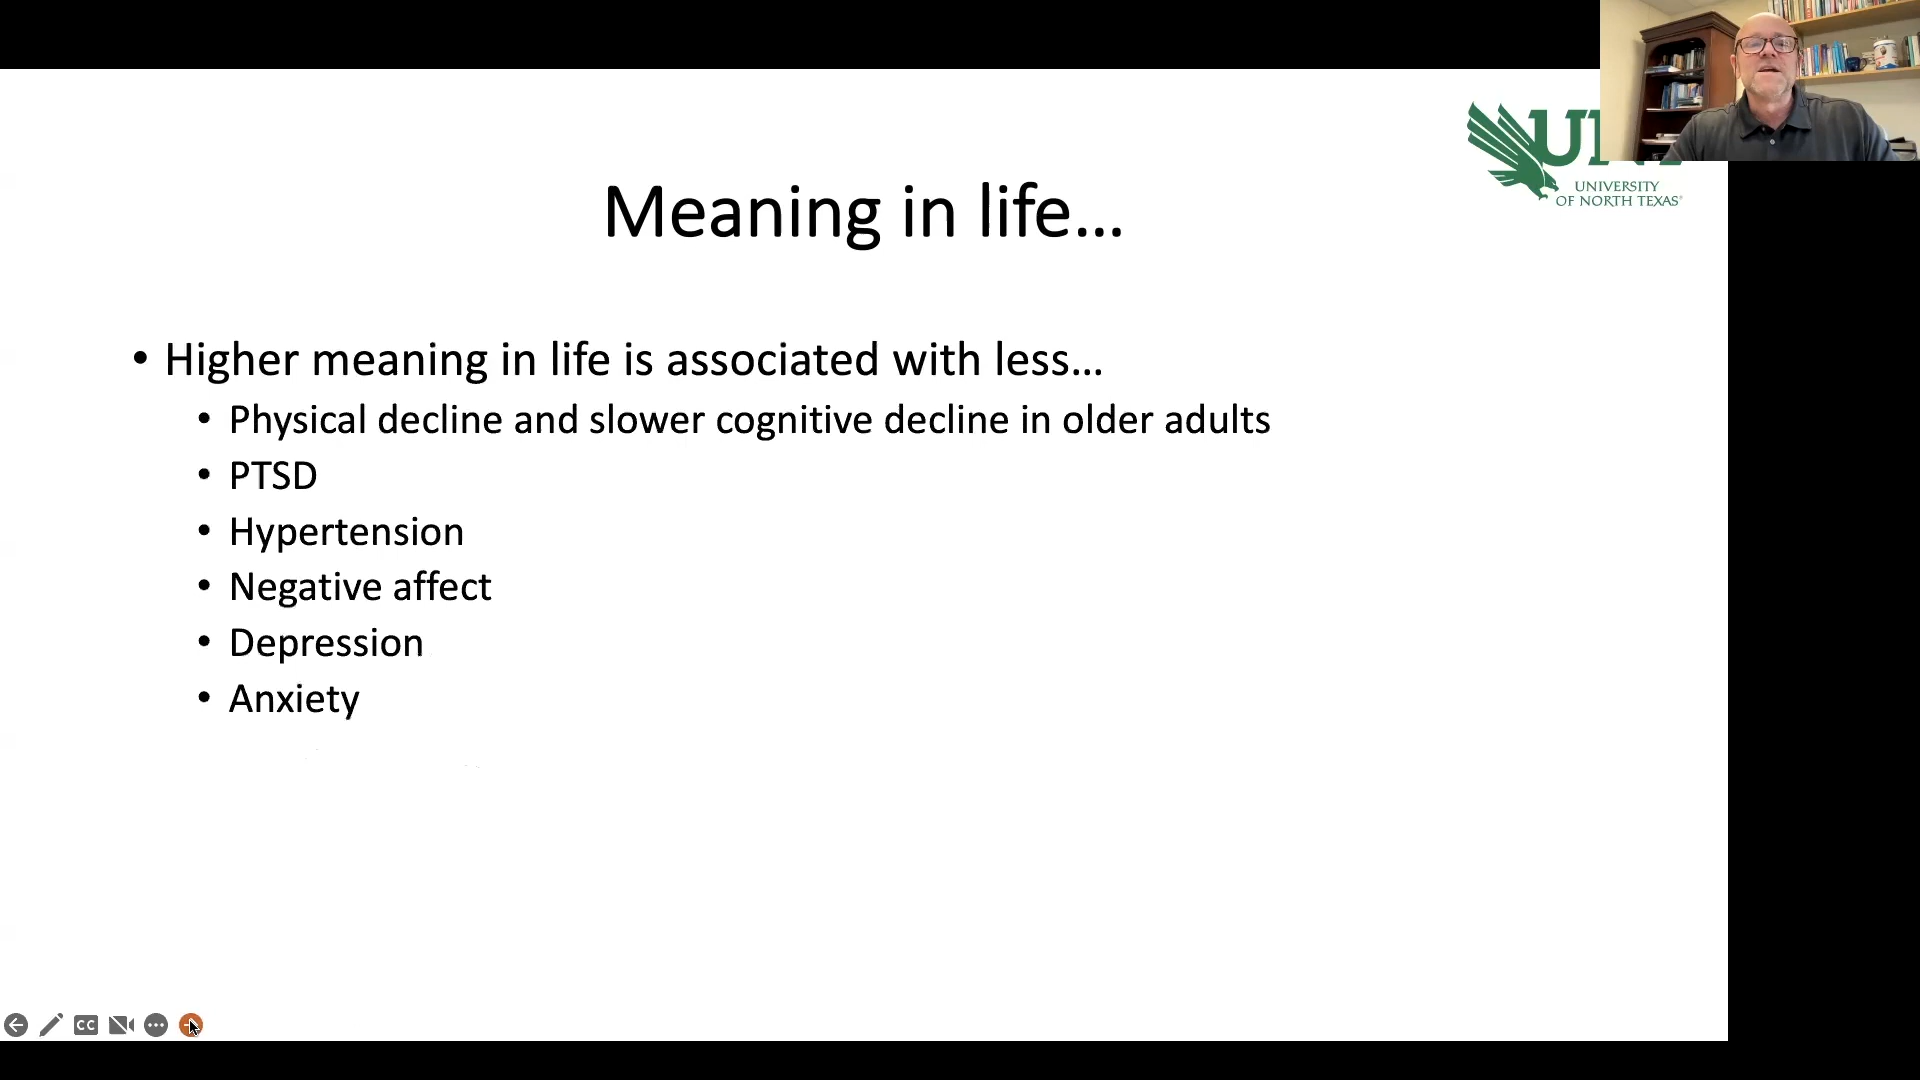 UNIVERSITY
OF NORTH TEXAS®
Meaning in life...
• Higher meaning in life is associated with less...
• Physical decline and slower cognitive decline in older adults
• PTSD
• Hypertension
• Negative affect
• Depression
• Anxiety
CC